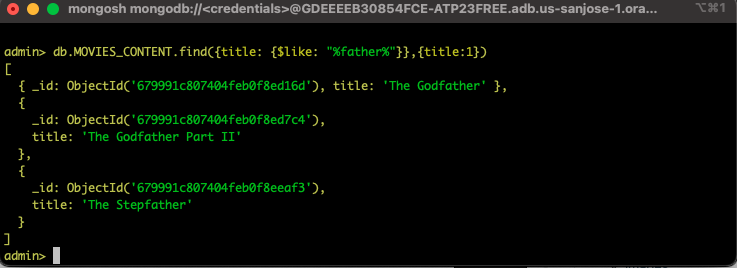 mongosh mongodb://<credentials>@GDEEEEB30854FCE-ATP23FREE.adb.us-sanjose-1.ora... ⌥⌘1
admin> db.MOVIES_CONTENT.find({title: {$like: "%father%"}},{title:1})
[
  { _id: ObjectId('679991c807404feb0f8ed16d'), title: 'The Godfather' },
  {
    _id: ObjectId('679991c807404feb0f8ed7c4'),
    title: 'The Godfather Part II'
  },
  {
    _id: ObjectId('679991c807404feb0f8eeaf3'),
    title: 'The Stepfather'
  }
]
admin>